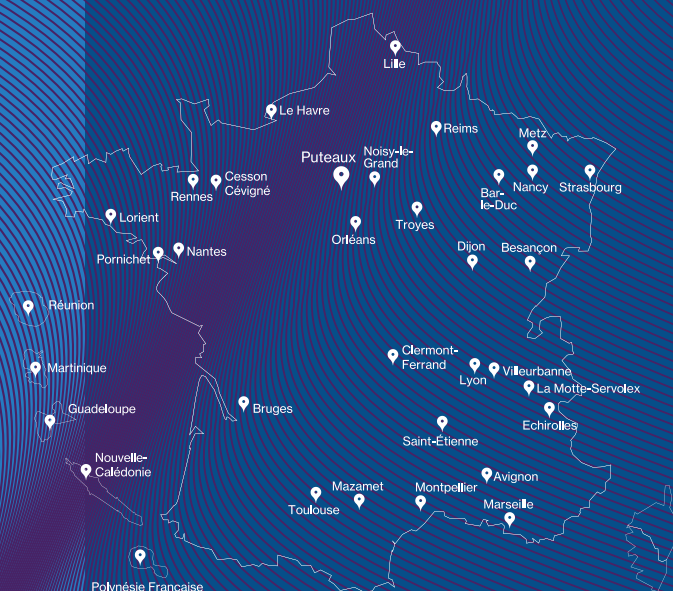 Lille
Le Havre
Reims
Metz
Puteaux
Noisy-le-
Grand
Cesson
Cévigné
Rennes
Bar-
le-Duc
Nancy
Strasbourg
Lorient
Troyes
Orléans
Pornichet
Nantes
Dijon
Besançon
Réunion
Clermont-
Ferrand
Martinique
Lyon
Villeurbanne
La Motte-Servolex
Guadeloupe
Bruges
Echirolles
Saint-Étienne
Nouvelle-
Calédonie
Avignon
Mazamet
Toulouse
Montpellier
Marseille
Polynésie Française